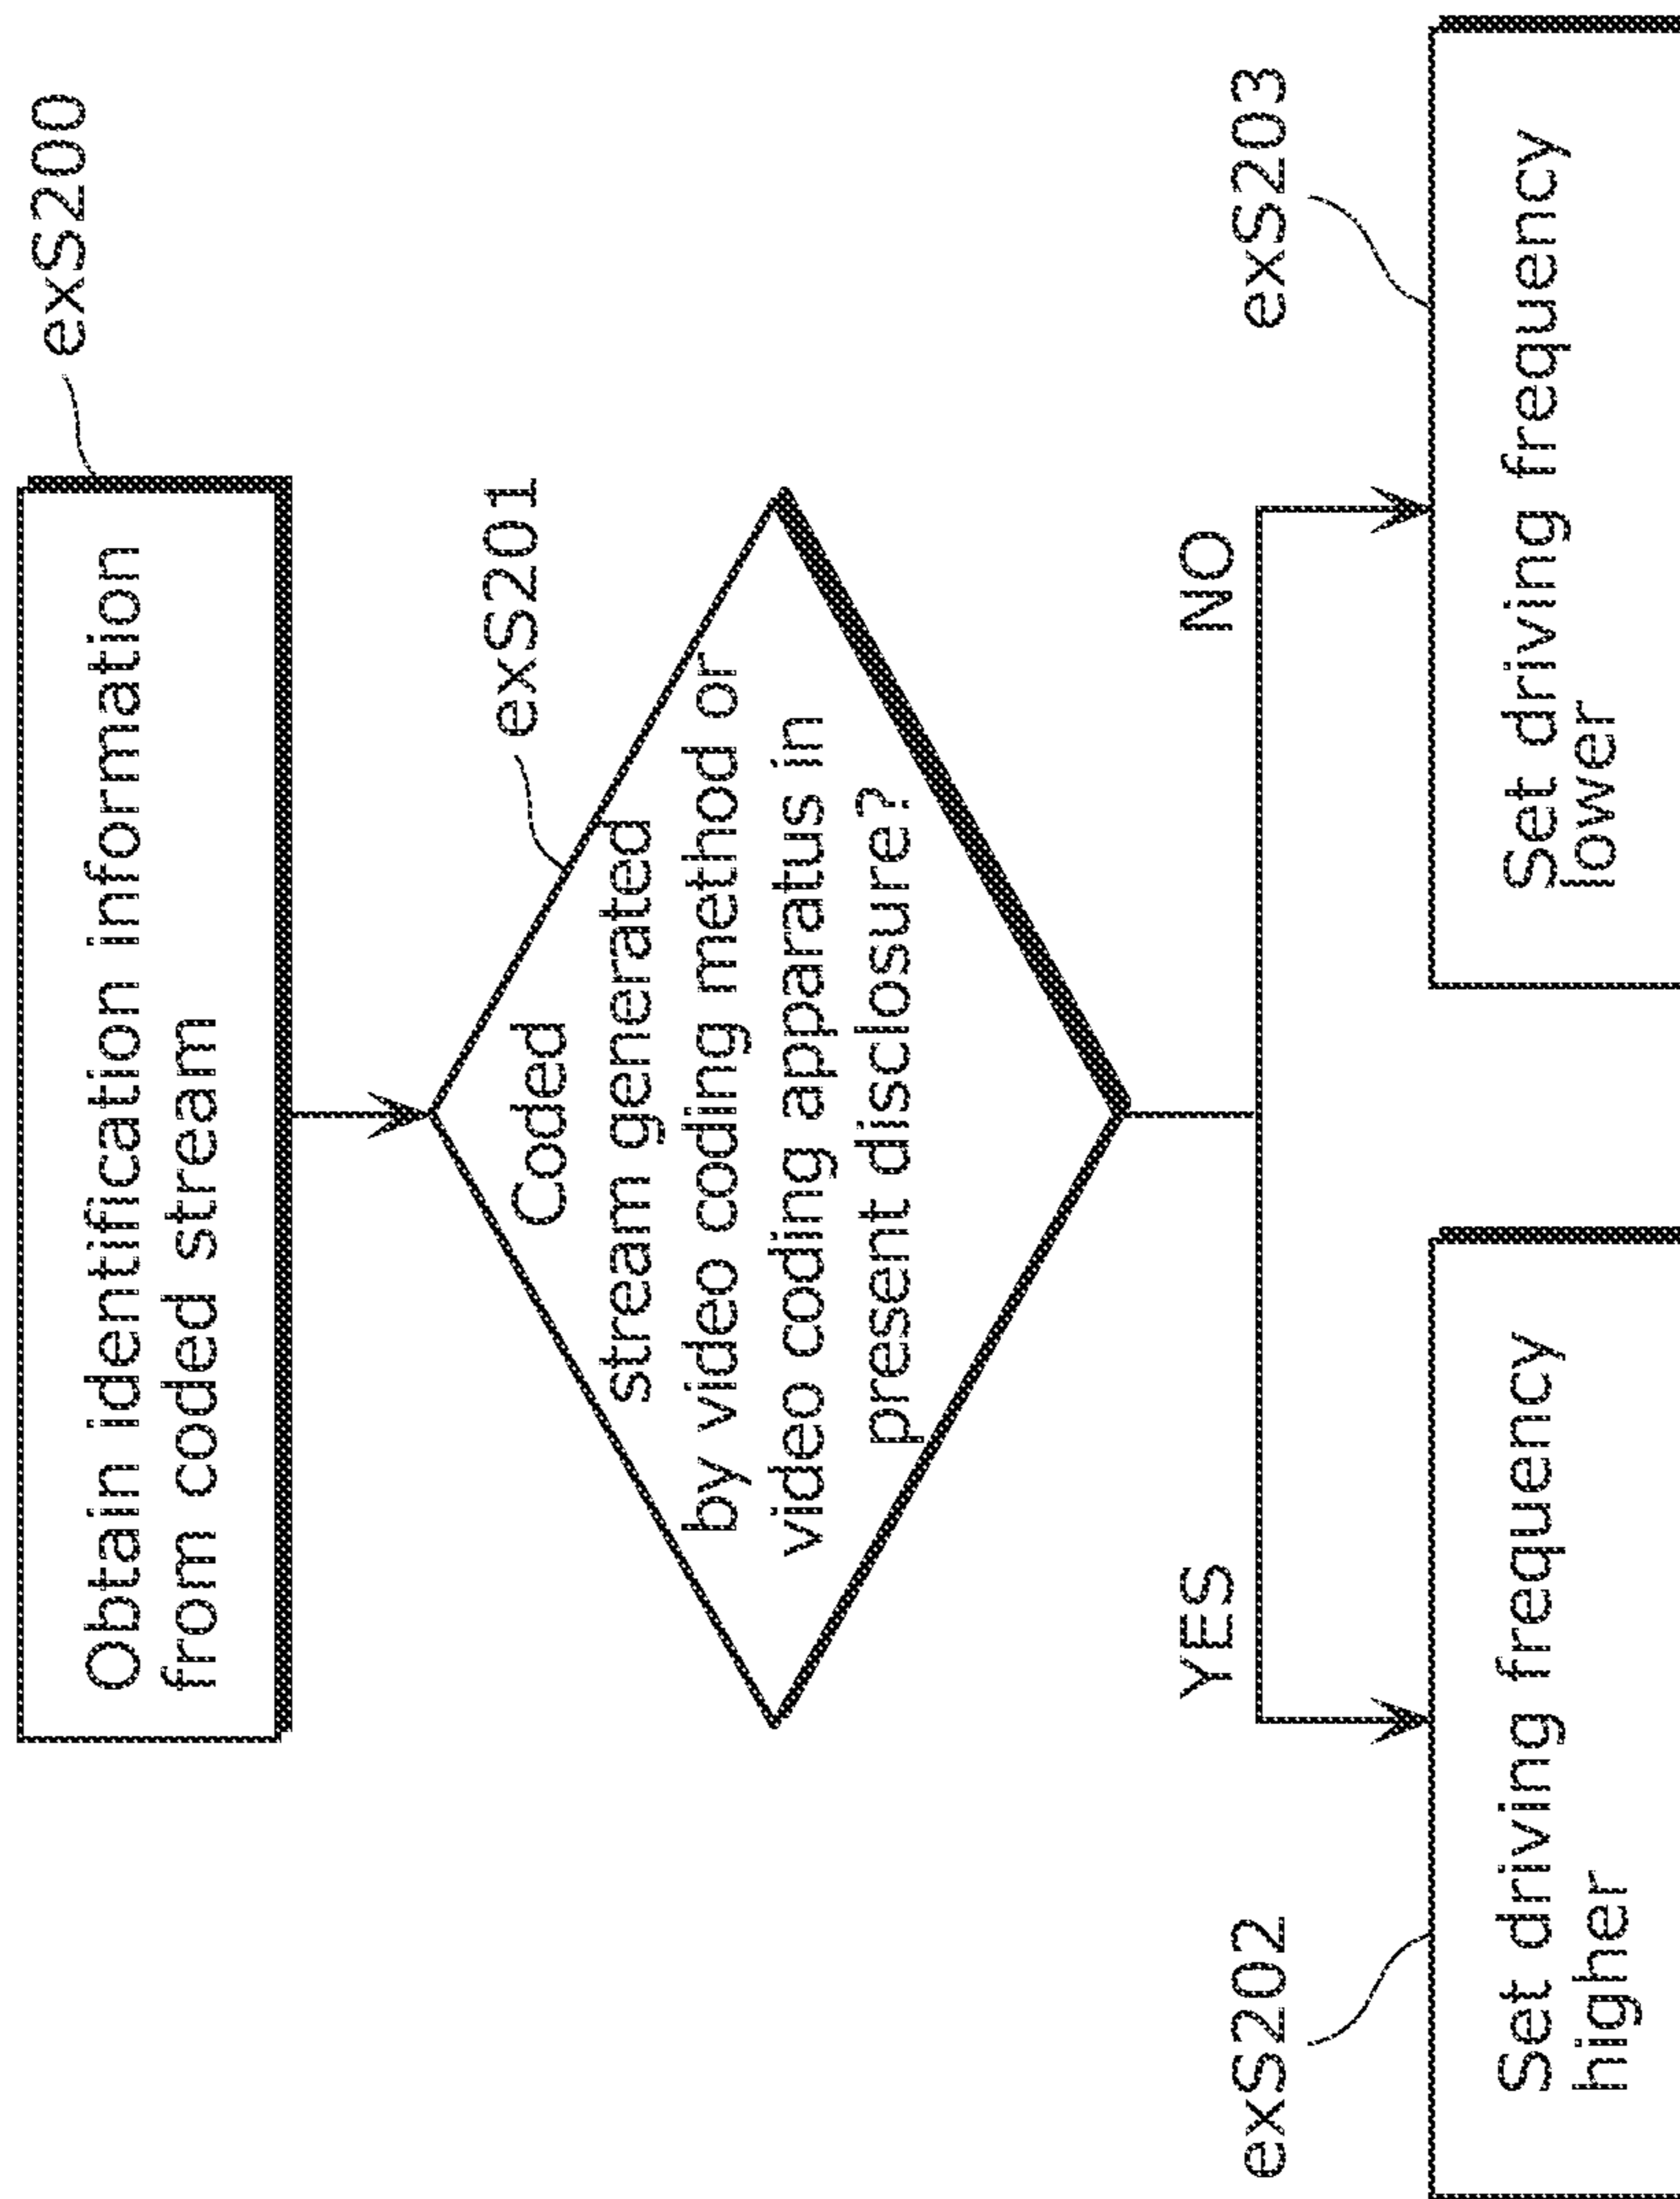 exS200
Obtain identification information
from coded stream
exS201
Coded
stream generated
by video coding method or
video coding apparatus in
present disclosure?
YES
NO
exS202
exS203
Set driving frequency
higher
Set driving frequency
lower